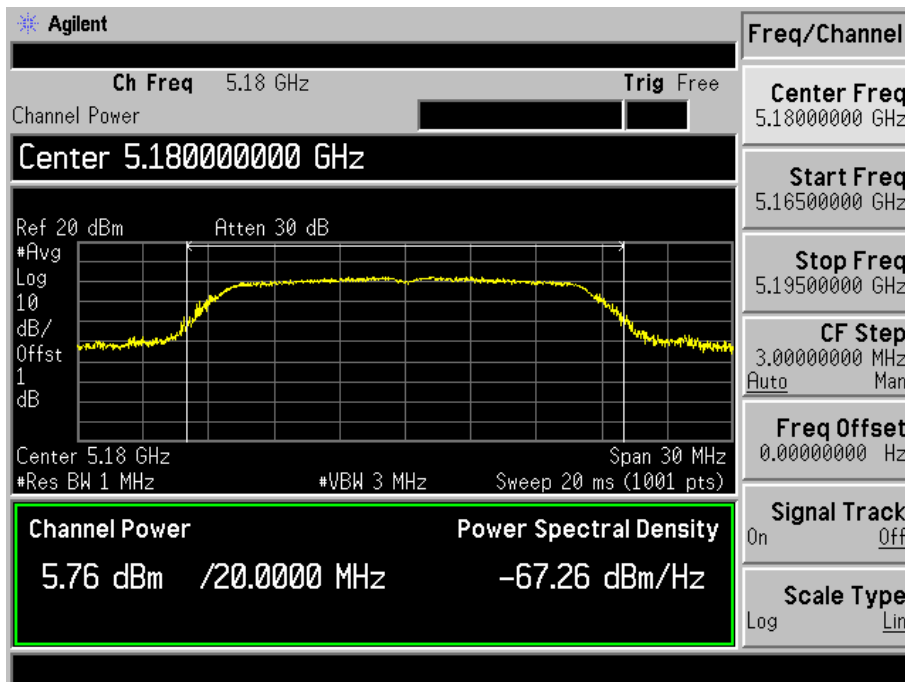 Agilent
Freq/Channel
Ch Freq 5.18 GHz Trig Free
Channel Power
Center 5.180000000 GHz
Ref 20 dBm Atten 30 dB
#Avg
Log
10
dB/
Offst
1
dB
Center 5.18 GHz Span 30 MHz
#Res BW 1 MHz #VBW 3 MHz Sweep 20 ms (1001 pts)
Channel Power Power Spectral Density
5.76 dBm /20.0000 MHz -67.26 dBm/Hz
Center Freq
5.18000000 GHz
Start Freq
5.16500000 GHz
Stop Freq
5.19500000 GHz
CF Step
3.00000000 MHz
Auto Man
Freq Offset
0.00000000 Hz
Signal Track
On Off
Scale Type
Log Lin